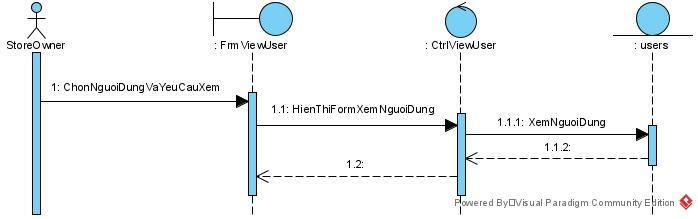 StoreOwner
: FrmViewUser
: CtrlViewUser
: users
1: ChonNguoiDungVaYeuCauXem
1.1: HienThiFormXemNguoiDung
1.1.1: XemNguoiDung
1.1.2:
1.2:
Powered By Visual Paradigm Community Edition